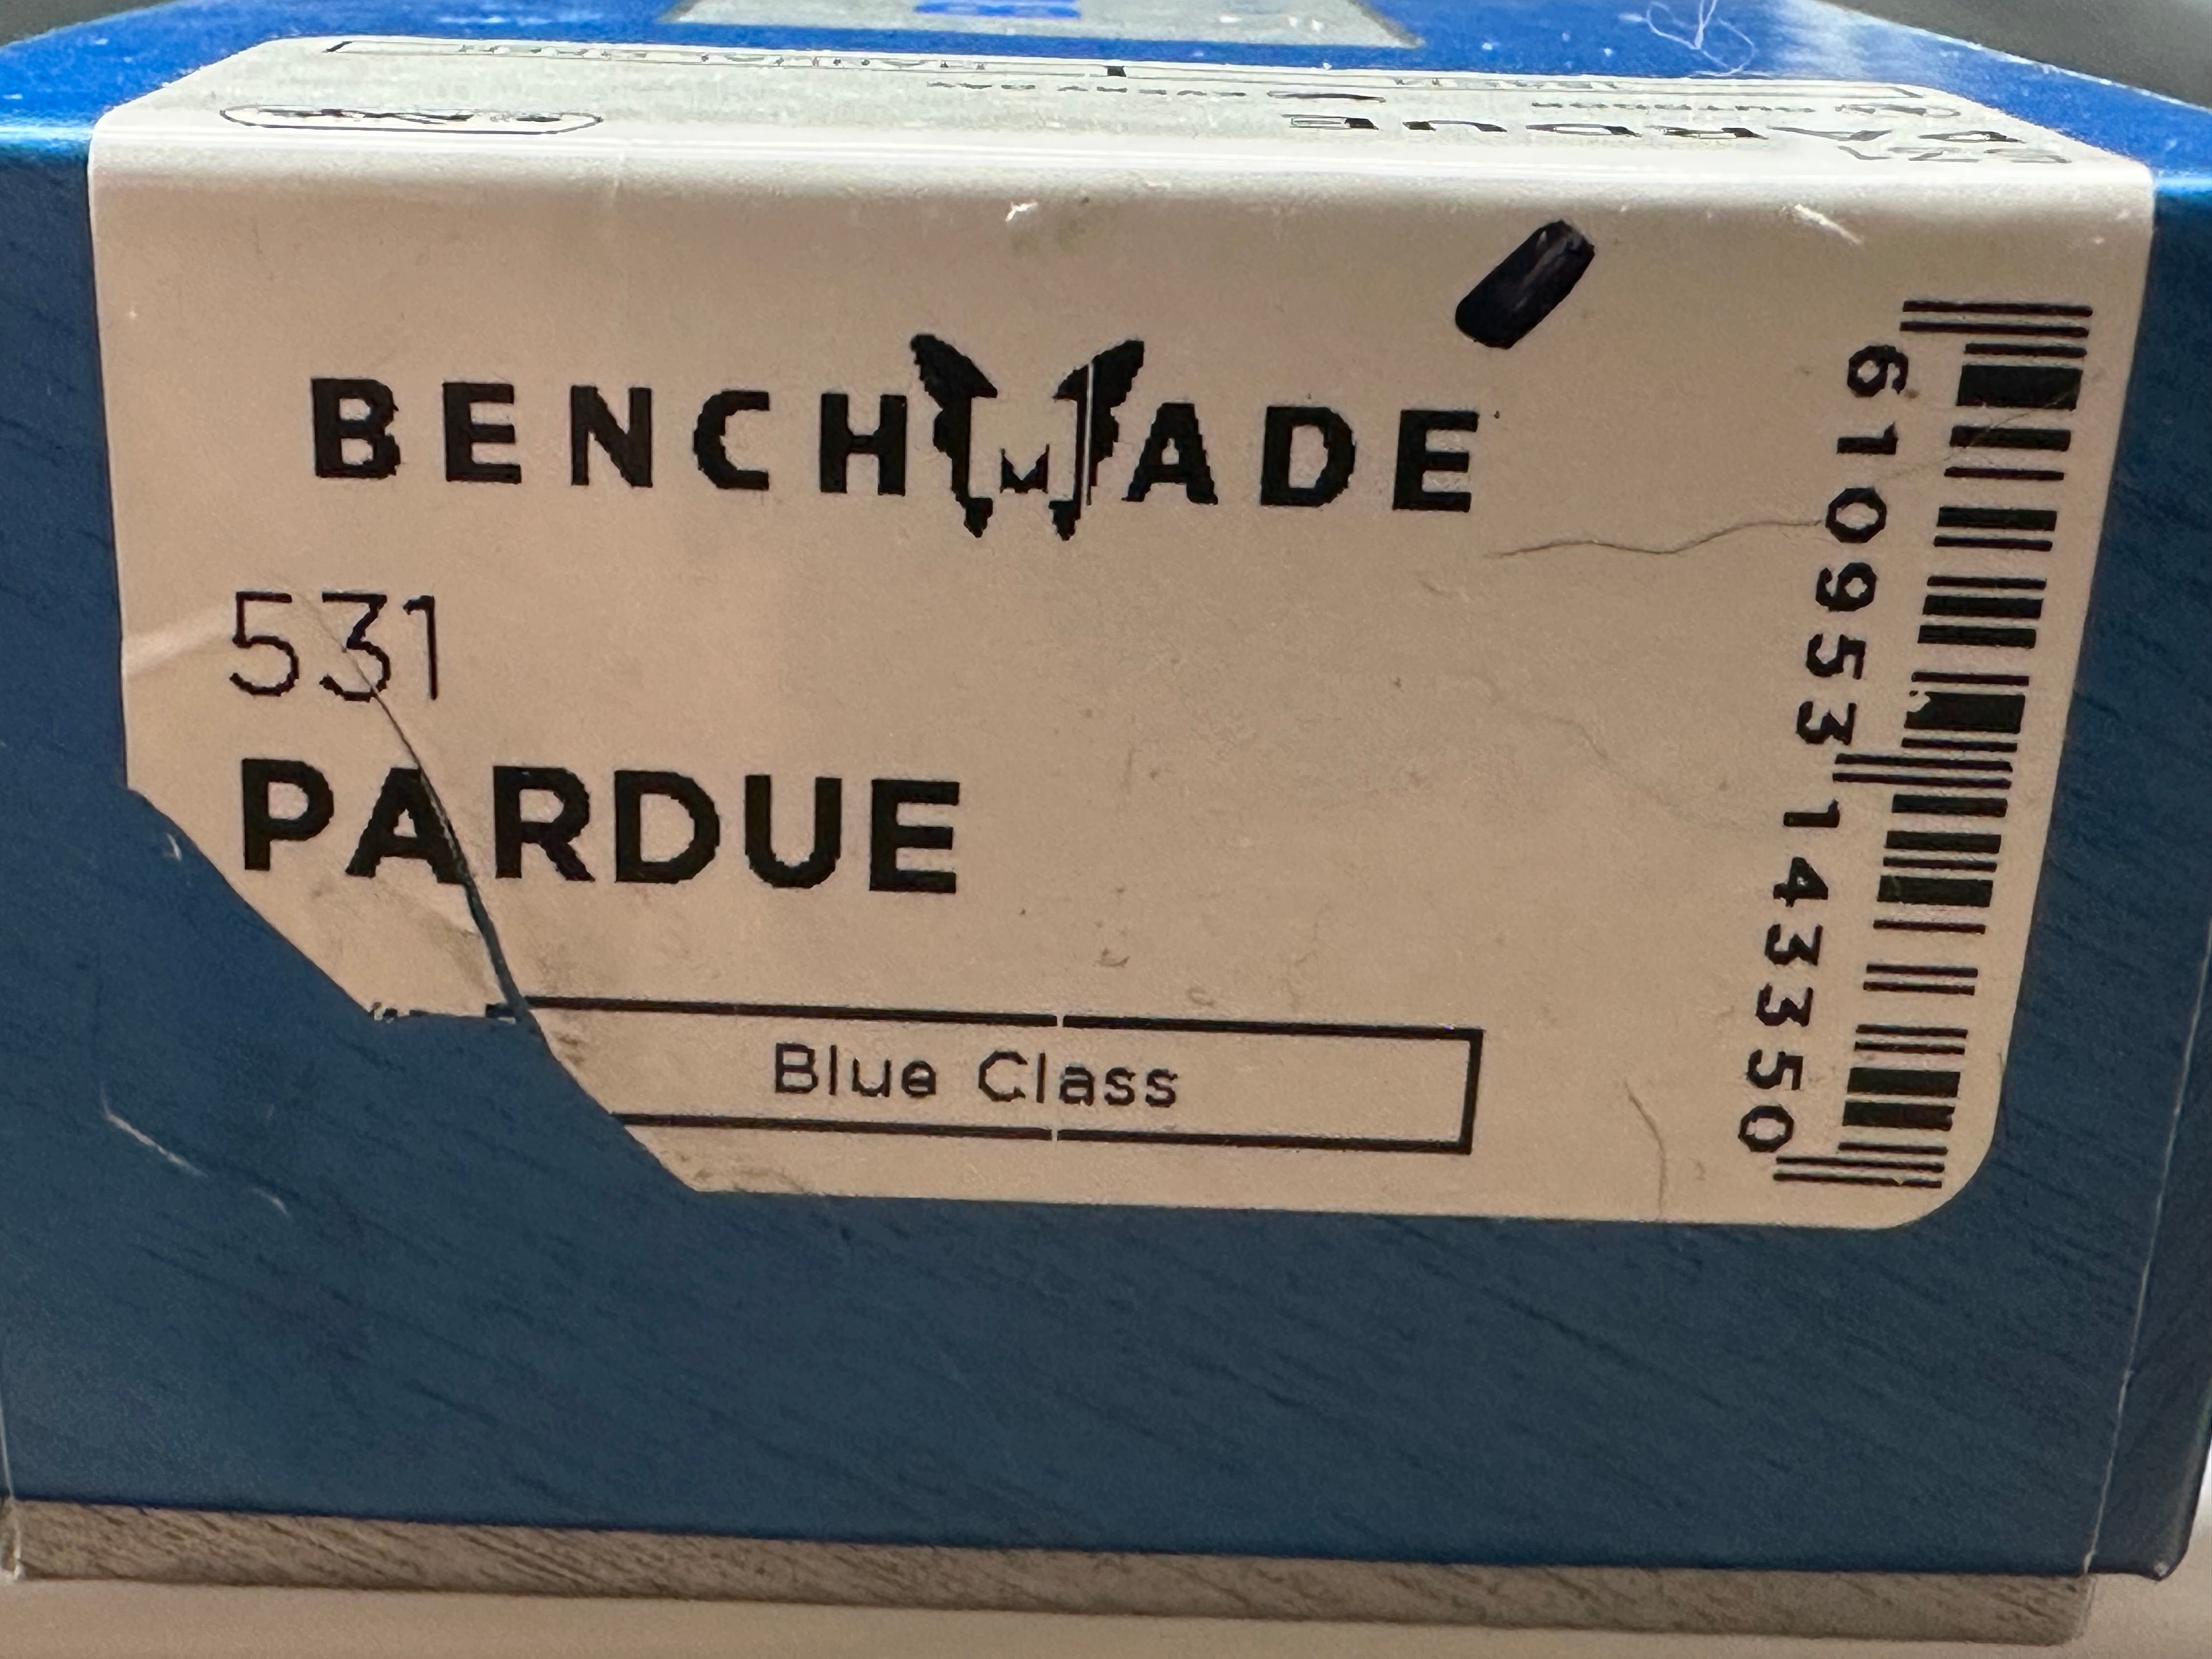 BENCHMADE
531
PARDUE
Blue Class
610953 143350